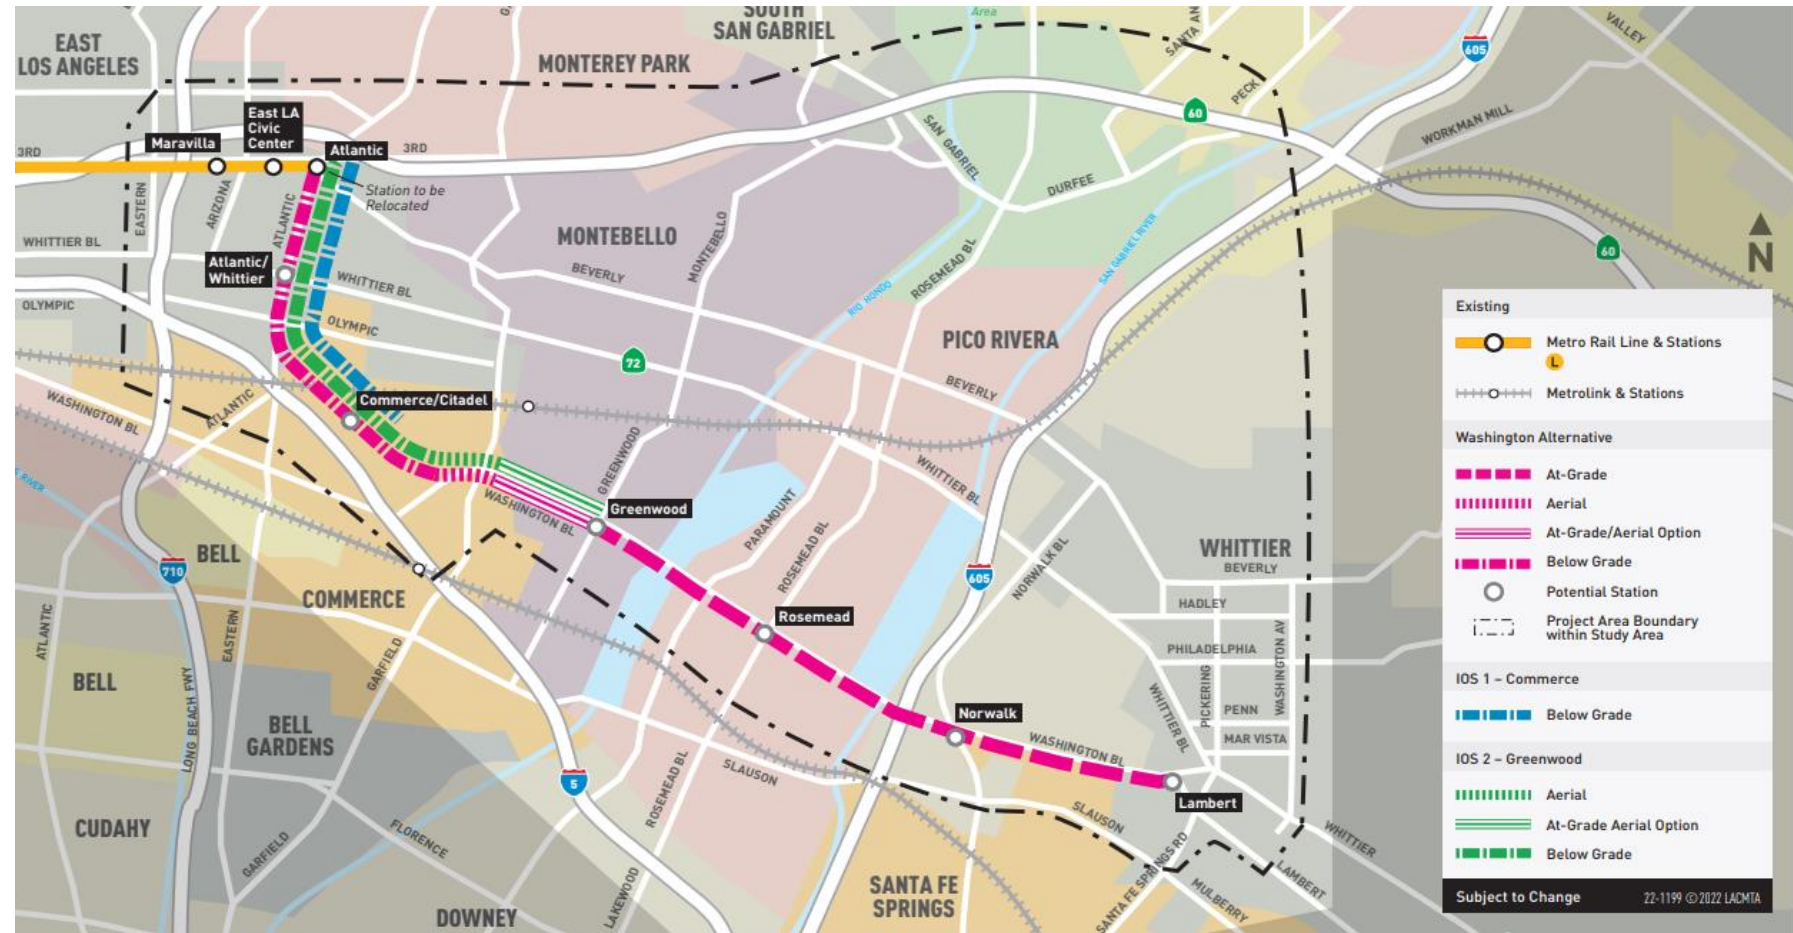 SOUTH
SAN GABRIEL
Area
SANTA AN
VALLEY
605
EAST
LOS ANGELES
MONTEREY PARK
PECK
60
WORKMAN MILL
SAN GABRIEL
East LA
Civic
Center
Maravilla
Atlantic
3RD
3RD
Station to be
Relocated
EASTERN
ARIZONA
ATLANTIC
DURFEE
MONTEBELLO
MONTEBELLO
WHITTIER BL
Atlantic/
Whittier
WHITTIER BL
BEVERLY
ROSEMEAD BL
RIO HONDO
SAN GABRIEL RIVER
60
N
OLYMPIC
OLYMPIC
72
PICO RIVERA
BEVERLY
WASHINGTON BL
ATLANTIC
Commerce/Citadel
GREENWOOD
WHITTIER BL
RIVER
WASHINGTON BL
Greenwood
PARAMOUNT
ROSEMEAD BL
NORWALK BL
605
WHITTIER
BEVERLY
HADLEY
PHILADELPHIA
PICKERING
WASHINGTON AV
PENN
MAR VISTA
WHITTIER BL
710
BELL
COMMERCE
ATLANTIC
EASTERN
GARFIELD
Rosemead
BELL
LONG BEACH FWY
BELL
GARDENS
Norwalk
WASHINGTON BL
Lambert
5
ROSEMEAD BL
SLAUSON
SLAUSON
CUDAHY
GARFIELD
FLORENCE
LAKEWOOD
DOWNEY
SANTA FE
SPRINGS
SANTA FE SPRINGS RD
MULBERRY
LAMBERT
WHITTIER
Existing
Metro Rail Line & Stations
L
Metrolink & Stations
Washington Alternative
At-Grade
Aerial
At-Grade/Aerial Option
Below Grade
Potential Station
Project Area Boundary
within Study Area
IOS 1 – Commerce
Below Grade
IOS 2 – Greenwood
Aerial
At-Grade Aerial Option
Below Grade
Subject to Change
22-1199 ©2022 LACMTA